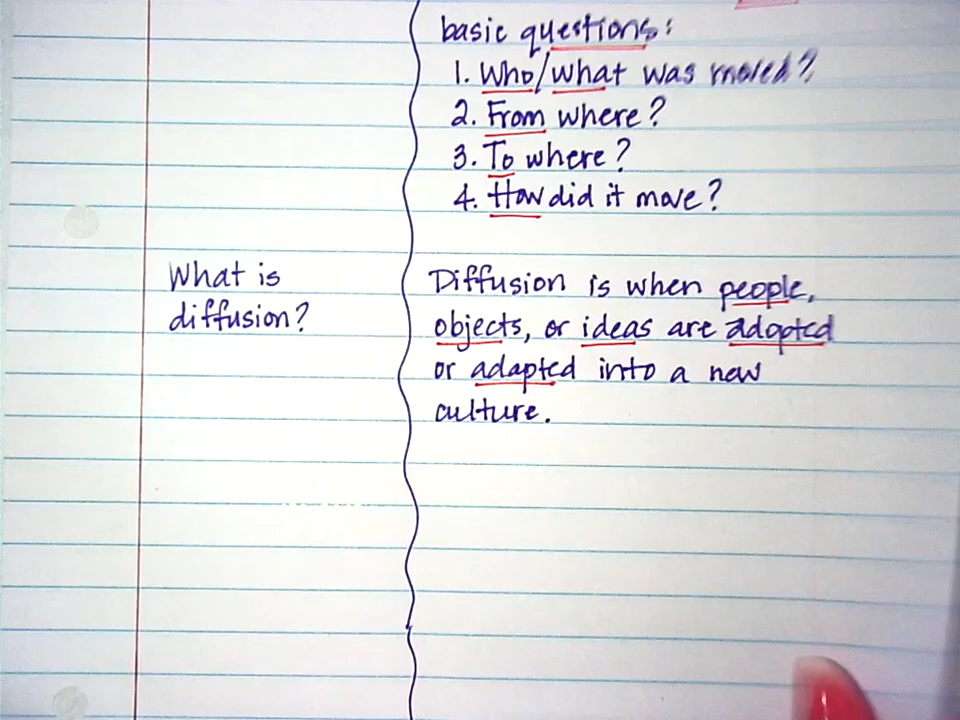 basic questions:
1. Who/what was moved?
2. From where?
3. To where?
4. How did it move?
What is
diffusion?
Diffusion is when people,
objects, or ideas are adopted
or adapted into a new
culture.